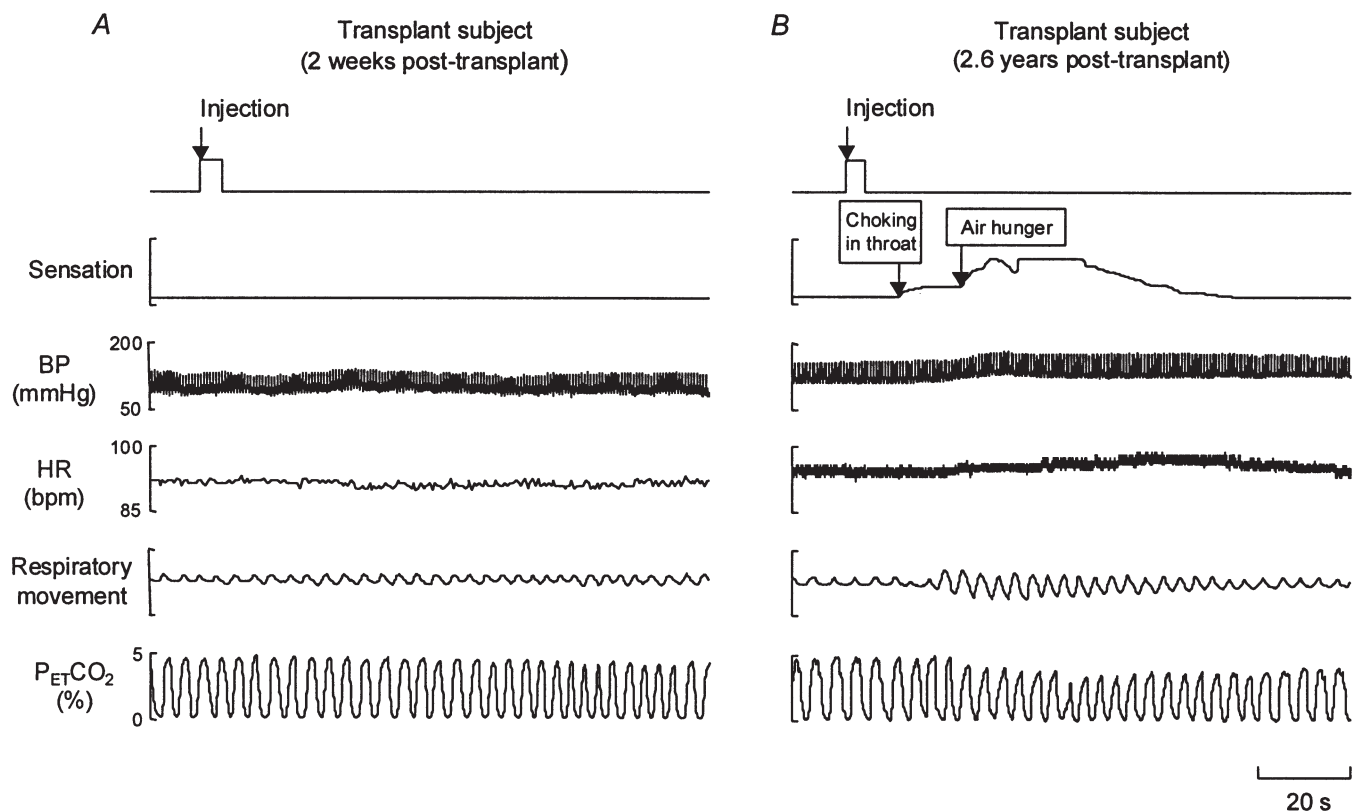 A
Transplant subject
(2 weeks post-transplant)
B
Transplant subject
(2.6 years post-transplant)
Injection
Injection
Choking
in throat
Air hunger
Sensation
BP
(mmHg)
200
50
HR
(bpm)
100
85
Respiratory
movement
PETCO2
(%)
5
0
20 s